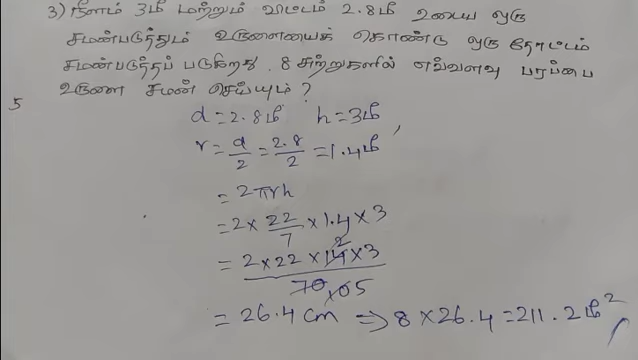 3) நீளம் 3மீ மற்றும் விட்டம் 2.8மீ உடைய ஒரு
சமன்படுத்தும் உருளையைக் கொண்டு ஒரு தோட்டம்
சமன்படுத்தப் படுகிறது. 8 சுற்றுகளில் எவ்வளவு பரப்பை
உருளை சமன் செய்யும்?
5
d = 2.8மீ h = 3மீ,
r = d/2 = 2.8/2 = 1.4மீ
= 2πrh
= 2 × 22/7 × 1.4 × 3
= 2×22×14×3 / 70
2
×05
= 26.4 cm ⇒ 8 × 26.4 = 211.2மீ²